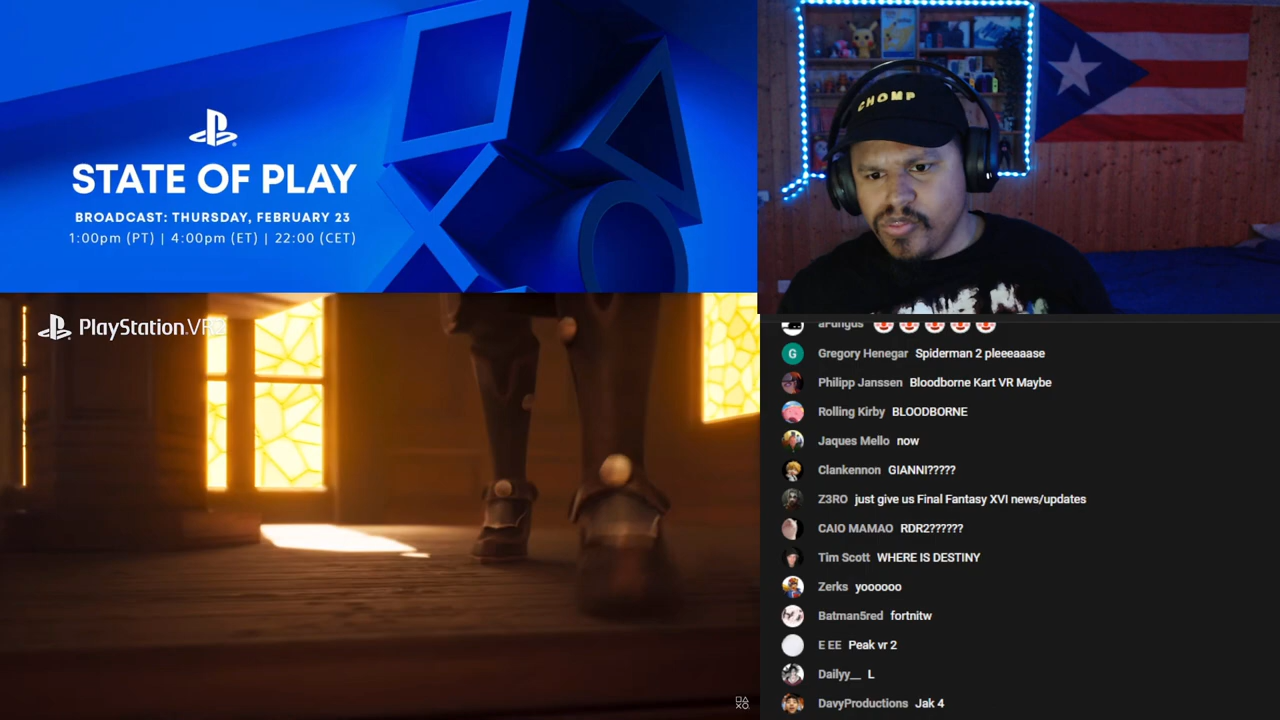 STATE OF PLAY
BROADCAST: THURSDAY, FEBRUARY 23
1:00pm (PT) | 4:00pm (ET) | 22:00 (CET)
CHOMP
PlayStation.VR2
aFungus
Gregory Henegar Spiderman 2 pleeeaaase
Philipp Janssen Bloodborne Kart VR Maybe
Rolling Kirby BLOODBORNE
Jaques Mello now
Clankennon GIANNI?????
Z3RO just give us Final Fantasy XVI news/updates
CAIO MAMAO RDR2??????
Tim Scott WHERE IS DESTINY
Zerks yoooooo
Batman5red fortnitw
E EE Peak vr 2
Dailyy__ L
DavyProductions Jak 4